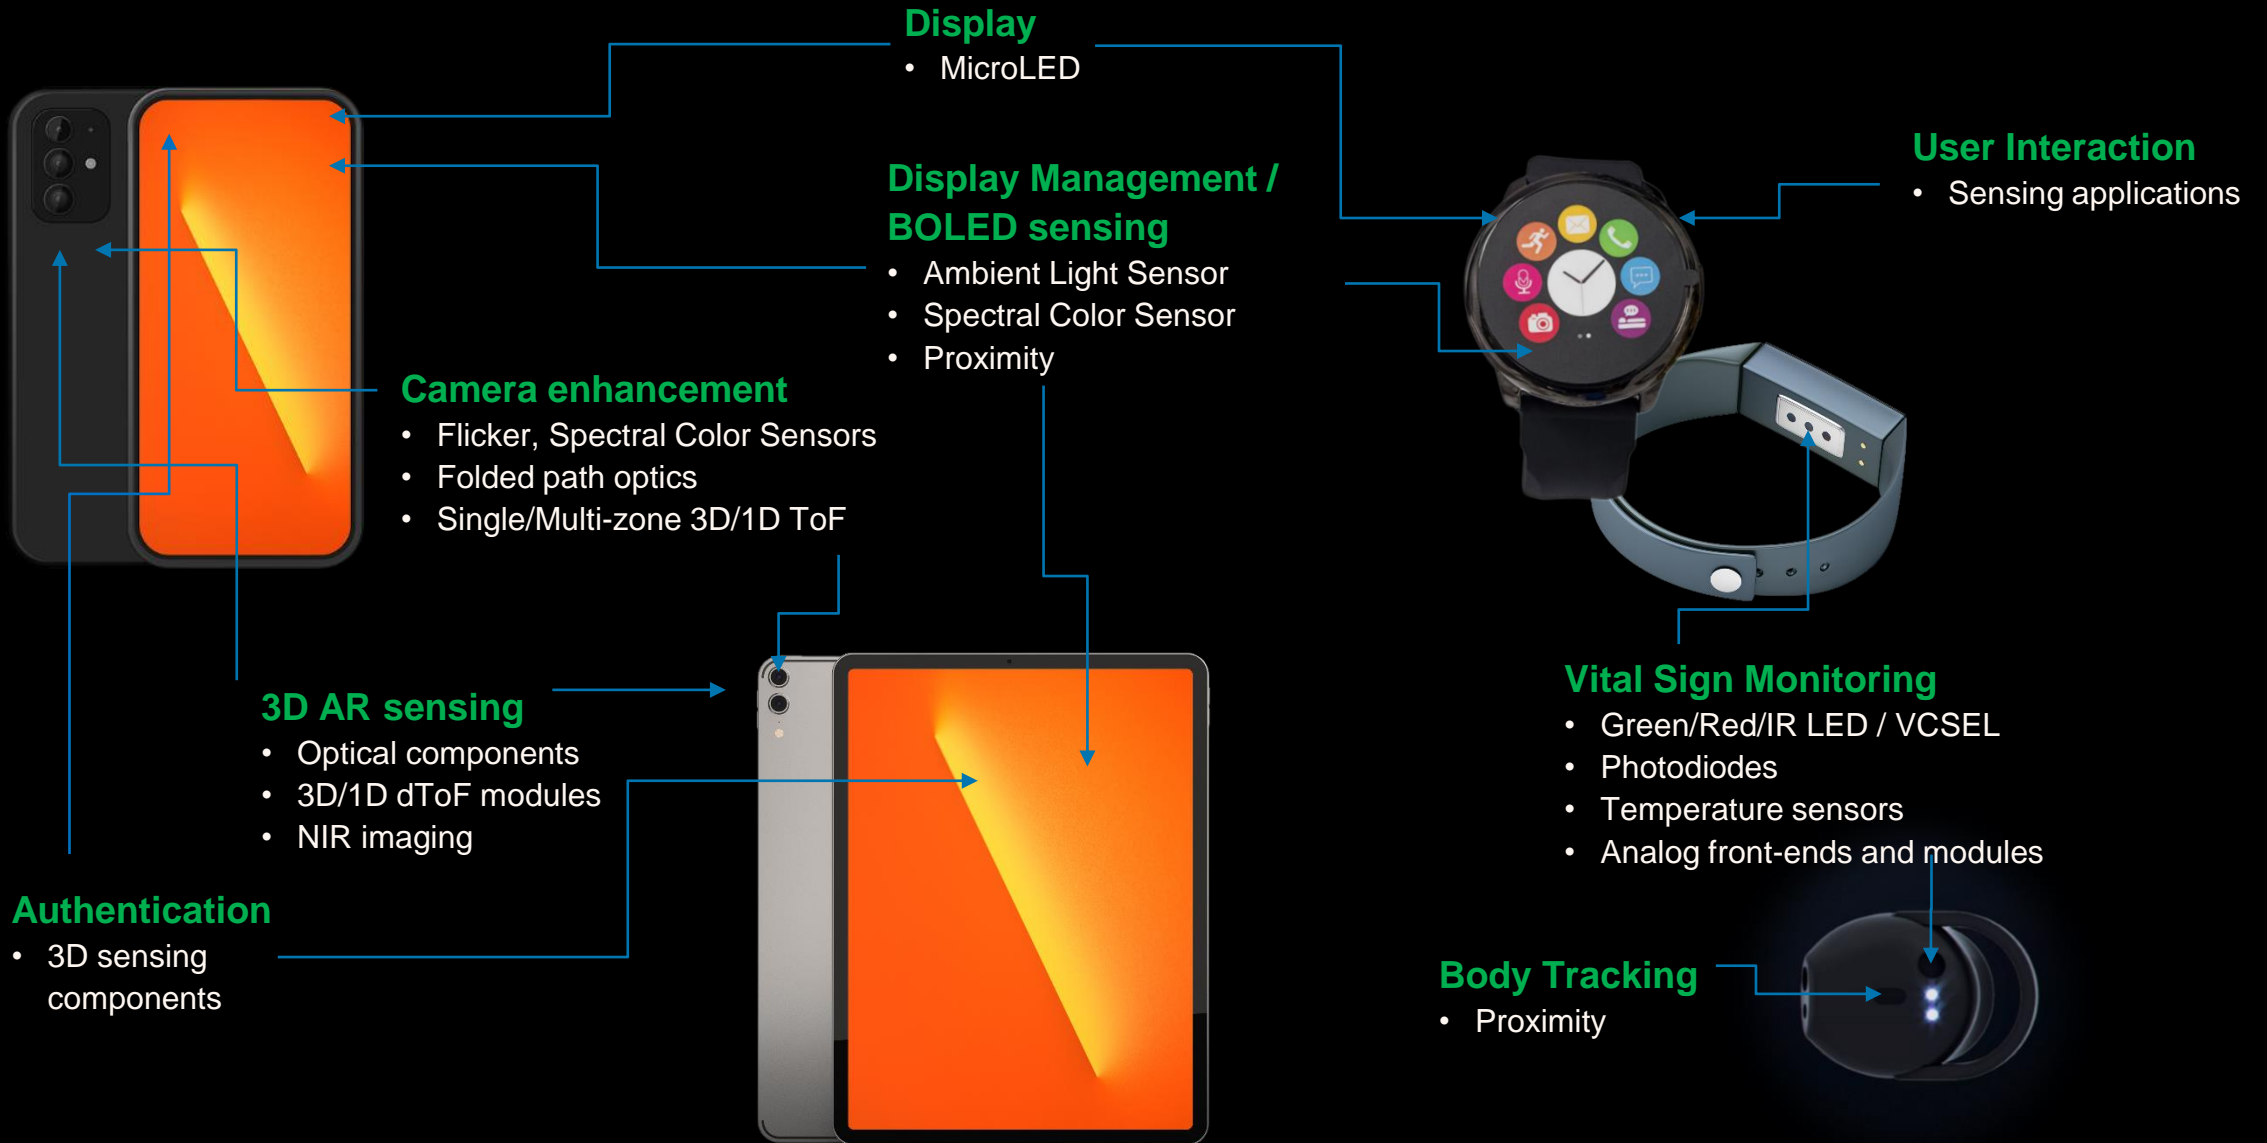 Display
• MicroLED
Display Management /
BOLED sensing
• Ambient Light Sensor
• Spectral Color Sensor
• Proximity
User Interaction
• Sensing applications
Camera enhancement
• Flicker, Spectral Color Sensors
• Folded path optics
• Single/Multi-zone 3D/1D ToF
3D AR sensing
• Optical components
• 3D/1D dToF modules
• NIR imaging
Authentication
• 3D sensing
components
Vital Sign Monitoring
• Green/Red/IR LED / VCSEL
• Photodiodes
• Temperature sensors
• Analog front-ends and modules
Body Tracking
• Proximity